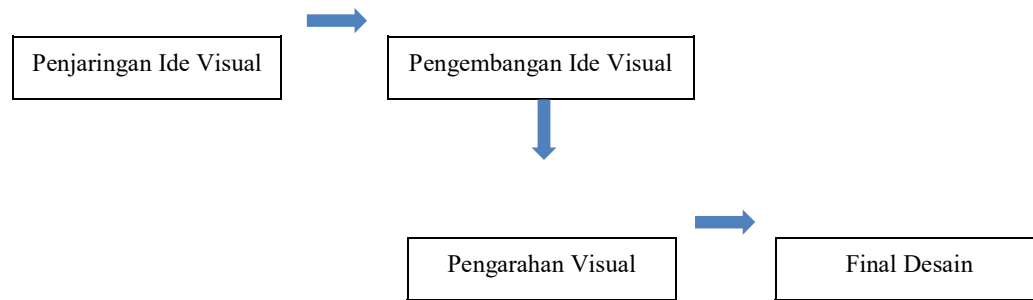 Penjaringan Ide Visual
Pengembangan Ide Visual
Pengarahan Visual
Final Desain